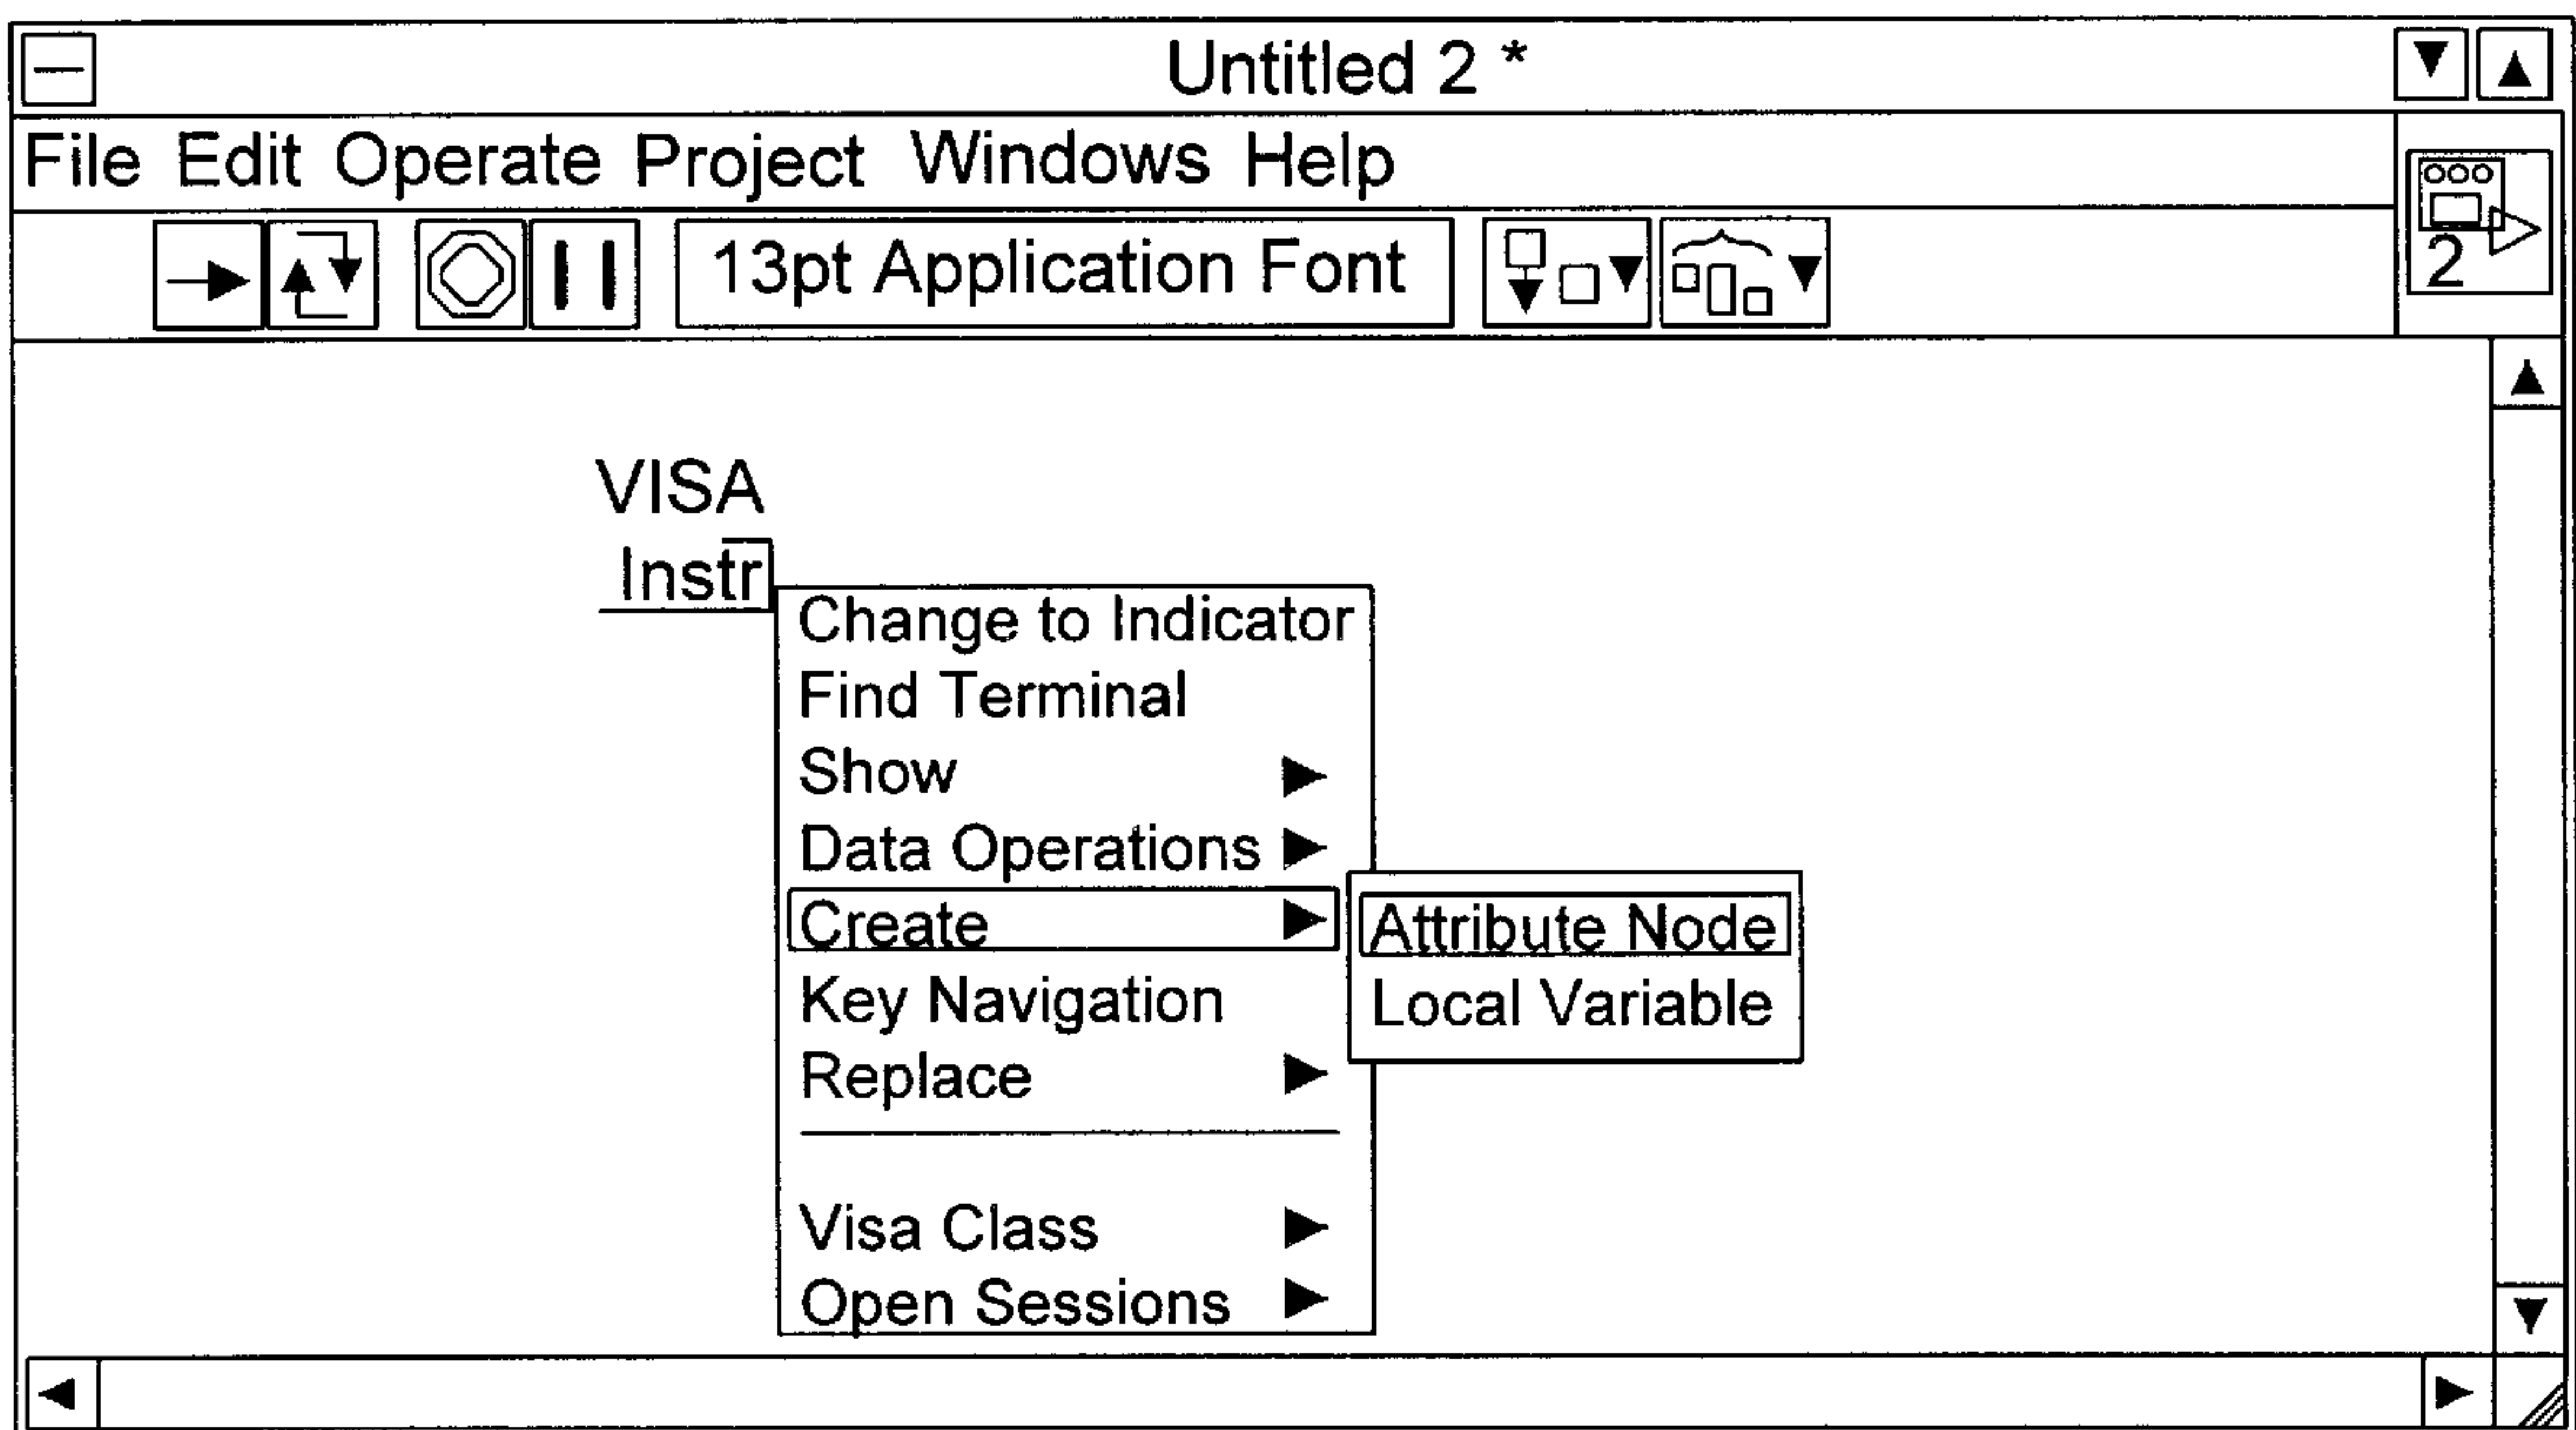 Untitled 2 *
File Edit Operate Project Windows Help
13pt Application Font
2
VISA
Instr
Change to Indicator
Find Terminal
Show
Data Operations
Create
Attribute Node
Key Navigation
Local Variable
Replace
Visa Class
Open Sessions